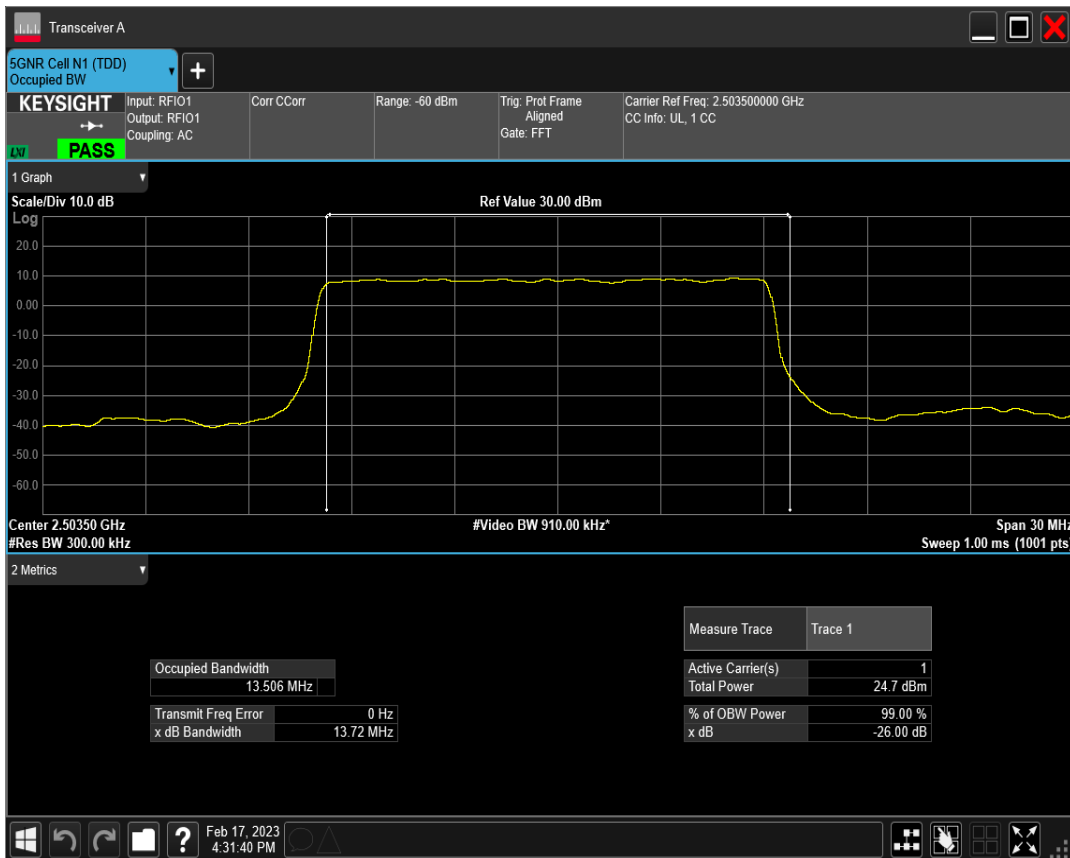 Transceiver A
5GNR Cell N1 (TDD)
Occupied BW
+
KEYSIGHT
LXI
PASS
Input: RFIO1
Output: RFIO1
Coupling: AC
Corr CCorr
Range: -60 dBm
Trig: Prot Frame
Aligned
Gate: FFT
Carrier Ref Freq: 2.503500000 GHz
CC Info: UL, 1 CC
1 Graph
Scale/Div 10.0 dB
Ref Value 30.00 dBm
Log
20.0
10.0
0.00
-10.0
-20.0
-30.0
-40.0
-50.0
-60.0
Center 2.50350 GHz
#Video BW 910.00 kHz*
Span 30 MHz
#Res BW 300.00 kHz
Sweep 1.00 ms (1001 pts)
2 Metrics
Measure Trace Trace 1
Occupied Bandwidth
13.506 MHz
Active Carrier(s) 1
Total Power 24.7 dBm
Transmit Freq Error 0 Hz
x dB Bandwidth 13.72 MHz
% of OBW Power 99.00 %
x dB -26.00 dB
?
Feb 17, 2023
4:31:40 PM